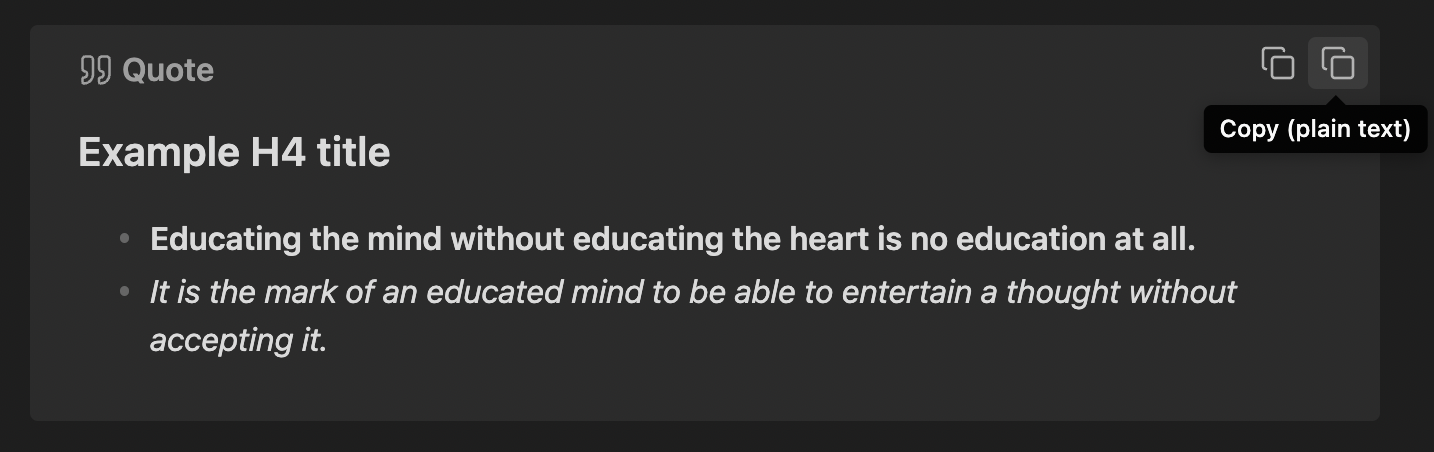 Quote
Example H4 title
Copy (plain text)
Educating the mind without educating the heart is no education at all.
It is the mark of an educated mind to be able to entertain a thought without
accepting it.